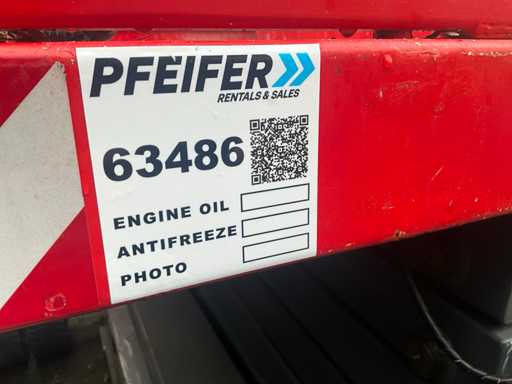 PFEIFER
RENTALS & SALES
63486
ENGINE OIL
ANTIFREEZE
PHOTO